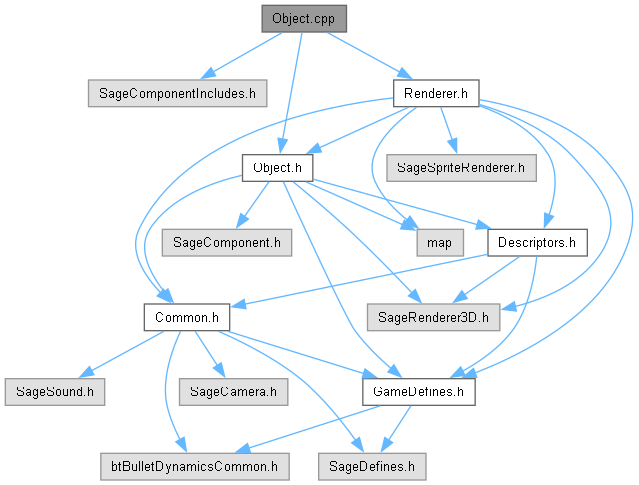 Object.cpp
SageComponentIncludes.h
Renderer.h
Object.h
SageSpriteRenderer.h
SageComponent.h
map
Descriptors.h
Common.h
SageRenderer3D.h
SageSound.h
SageCamera.h
GameDefines.h
btBulletDynamicsCommon.h
SageDefines.h